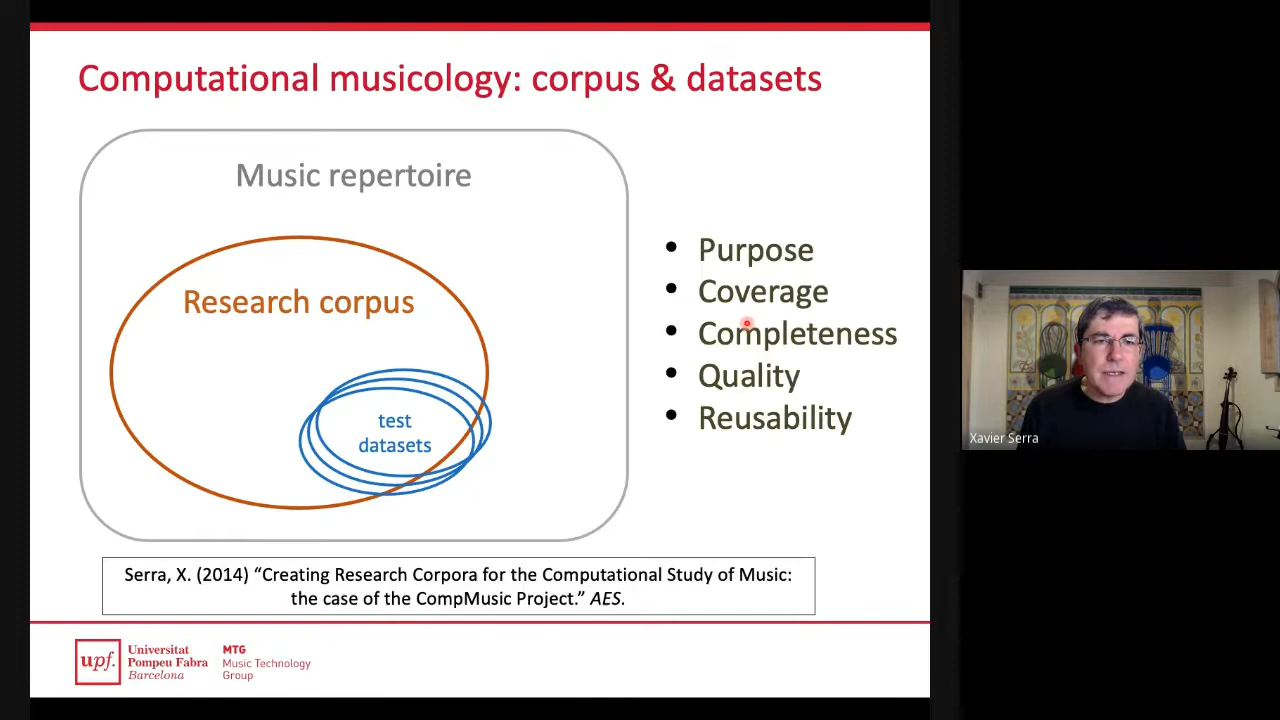 Computational musicology: corpus & datasets
Music repertoire
Research corpus
test
datasets
• Purpose
• Coverage
• Completeness
• Quality
• Reusability
Serra, X. (2014) “Creating Research Corpora for the Computational Study of Music:
the case of the CompMusic Project.” AES.
upf.
Universitat
Pompeu Fabra
Barcelona
MTG
Music Technology
Group
Xavier Serra